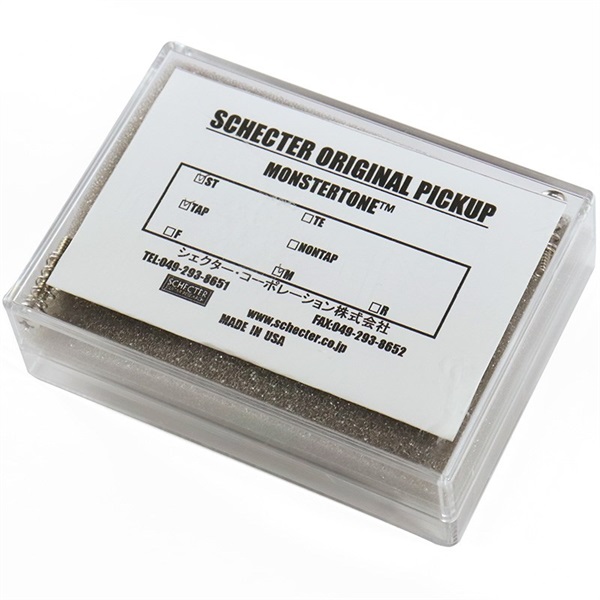 SCHECTER ORIGINAL PICKUP
MONSTERTONE™
☑ST ☐TE
☑TAP ☐NONTAP
☐F ☑M ☐R
シェクター・コーポレーション株式会社
TEL:049-293-8651 FAX:049-293-8652
SCHECTER
www.schecter.co.jp
MADE IN USA